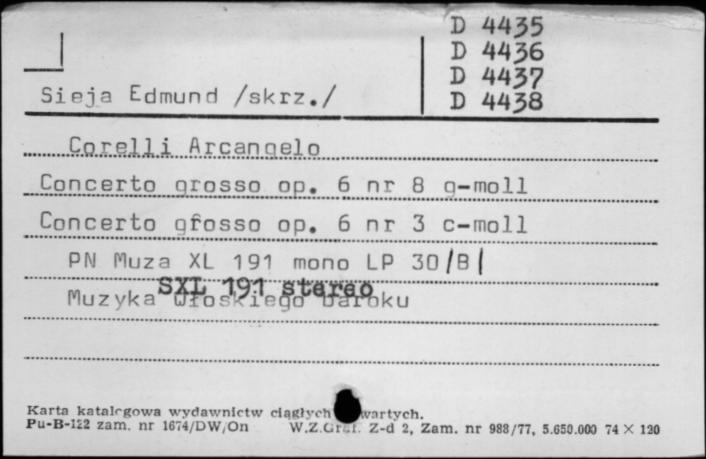 D 4435
D 4436
D 4437
D 4438
Sieja Edmund /skrz./
Corelli Arcangelo
Concerto grosso op. 6 nr 8 g-moll
Concerto grosso op. 6 nr 3 c-moll
PN Muza XL 191 mono LP 30/B/
SXL 191 stereo
Muzyka włoskiego baroku
Karta katalogowa wydawnictw ciągłych wartych.
Pu-B-122 zam. nr 1674/DW/On W.Z.Graf. Z-d 2, Zam. nr 988/77, 5.650.000 74 × 120